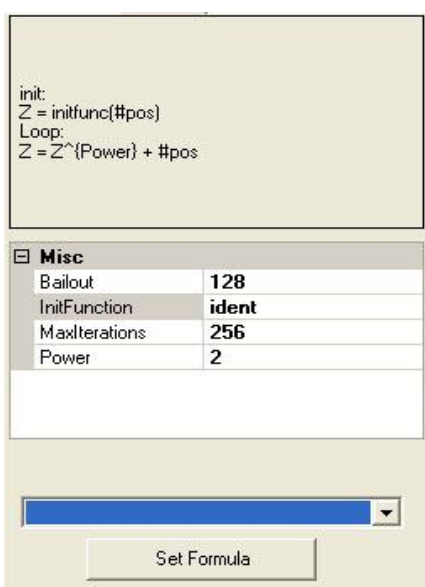 init:
Z = initfunc(#pos)
Loop:
Z = Z^{Power} + #pos
Misc
Bailout 128
InitFunction ident
MaxIterations 256
Power 2
Set Formula